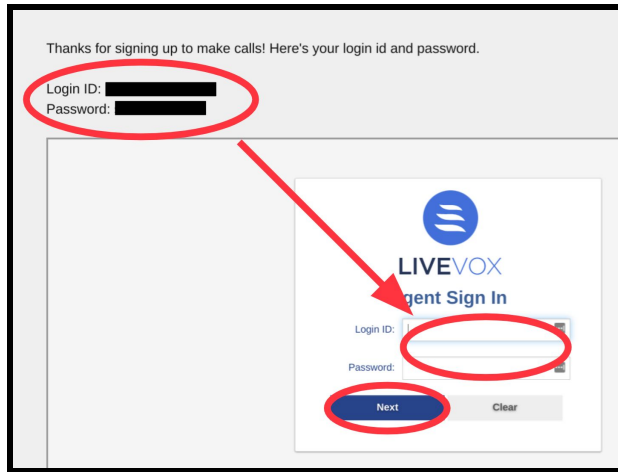 Thanks for signing up to make calls! Here's your login id and password.
Login ID:
Password:
LIVEVOX
gent Sign In
Login ID:
Password:
Next Clear